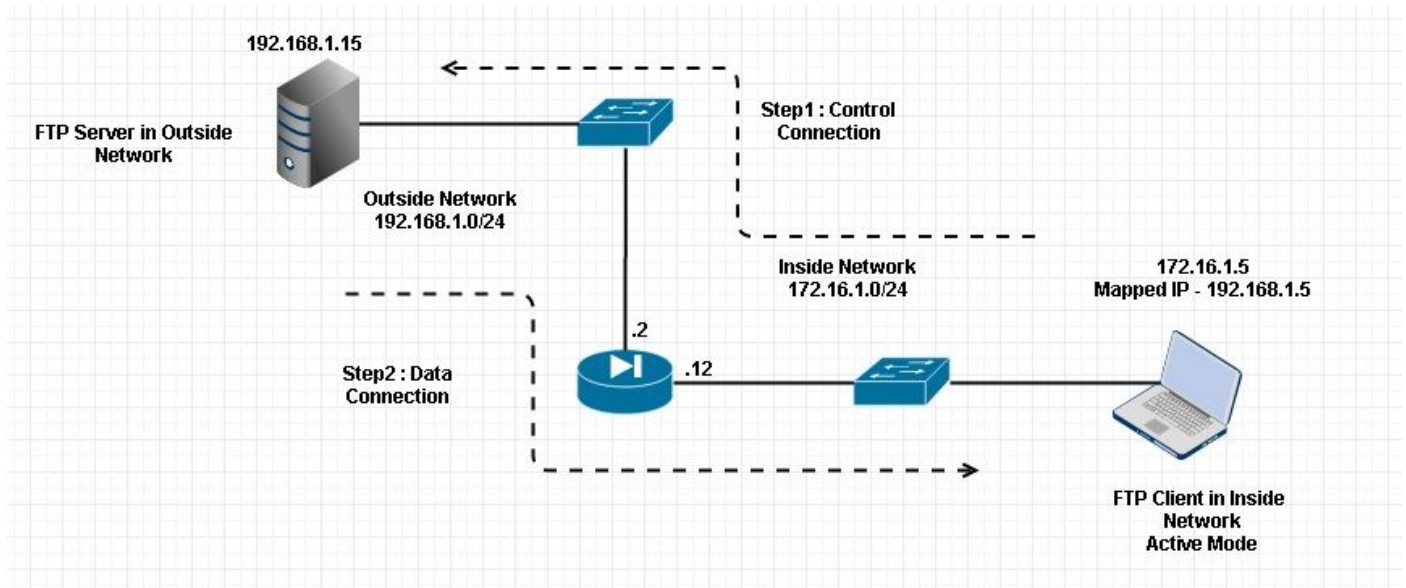 192.168.1.15
FTP Server in Outside
Network
Step1 : Control
Connection
Outside Network
192.168.1.0/24
Inside Network
172.16.1.0/24
172.16.1.5
Mapped IP - 192.168.1.5
.2
.12
Step2 : Data
Connection
FTP Client in Inside
Network
Active Mode